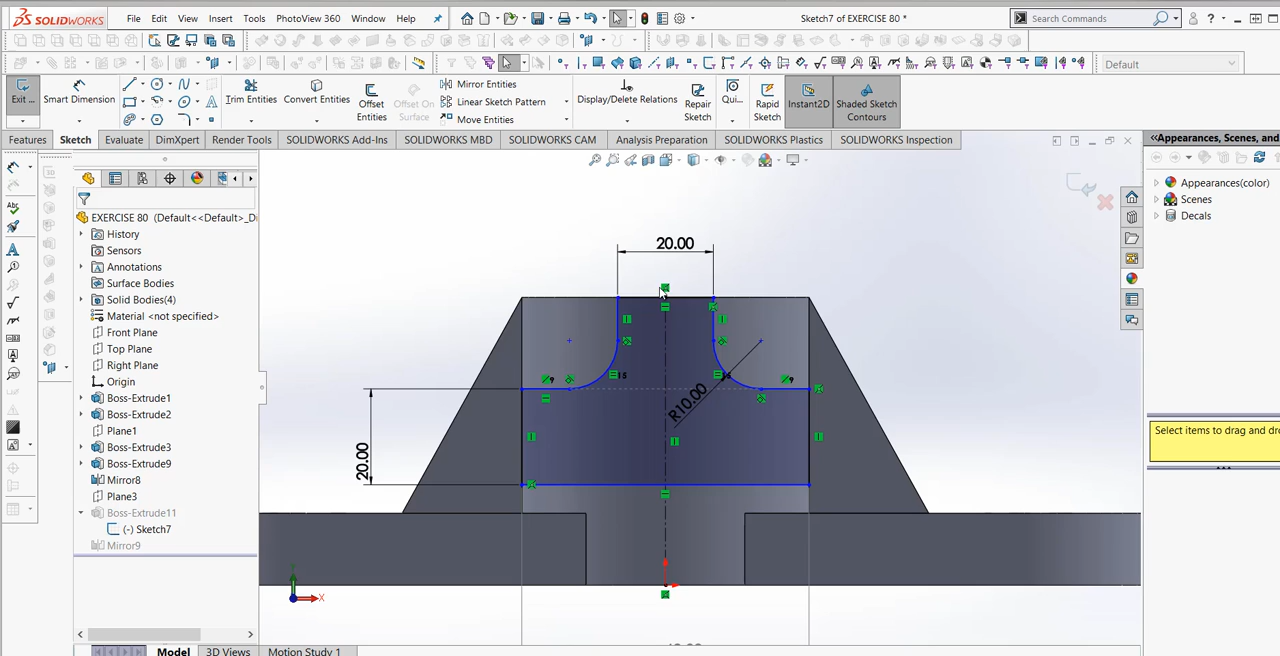 SOLIDWORKS File Edit View Insert Tools PhotoView 360 Window Help Sketch7 of EXERCISE 80 * Search Commands ?
Default
Exit ... Smart Dimension Trim Entities Convert Entities Offset Entities Offset On Surface Mirror Entities Linear Sketch Pattern Move Entities Display/Delete Relations Repair Sketch Qui... Rapid Sketch Instant2D Shaded Sketch Contours
Features Sketch Evaluate DimXpert Render Tools SOLIDWORKS Add-Ins SOLIDWORKS MBD SOLIDWORKS CAM Analysis Preparation SOLIDWORKS Plastics SOLIDWORKS Inspection
Appearances, Scenes, and
EXERCISE 80 (Default<<Default>_Di
History
Sensors
Annotations
Surface Bodies
Solid Bodies(4)
Material <not specified>
Front Plane
Top Plane
Right Plane
Origin
Boss-Extrude1
Boss-Extrude2
Plane1
Boss-Extrude3
Boss-Extrude9
Mirror8
Plane3
Boss-Extrude11
(-) Sketch7
Mirror9
20.00
R10.00
20.00
X
Appearances(color)
Scenes
Decals
Select items to drag and dro
Model 3D Views Motion Study 1